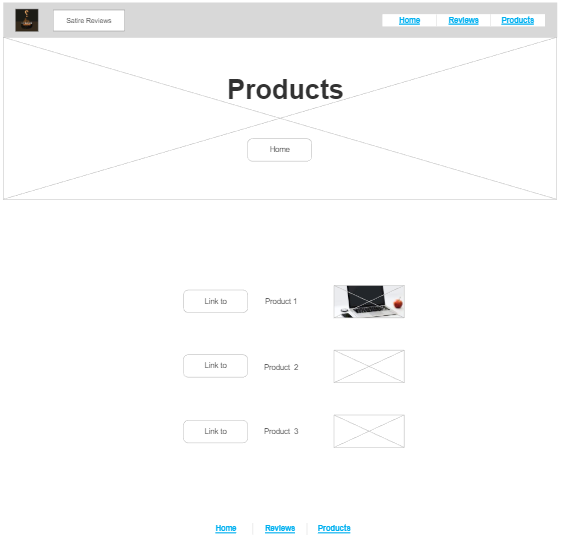 Satire Reviews
Home Reviews Products
Products
Home
Link to Product 1
Link to Product 2
Link to Product 3
Home Reviews Products